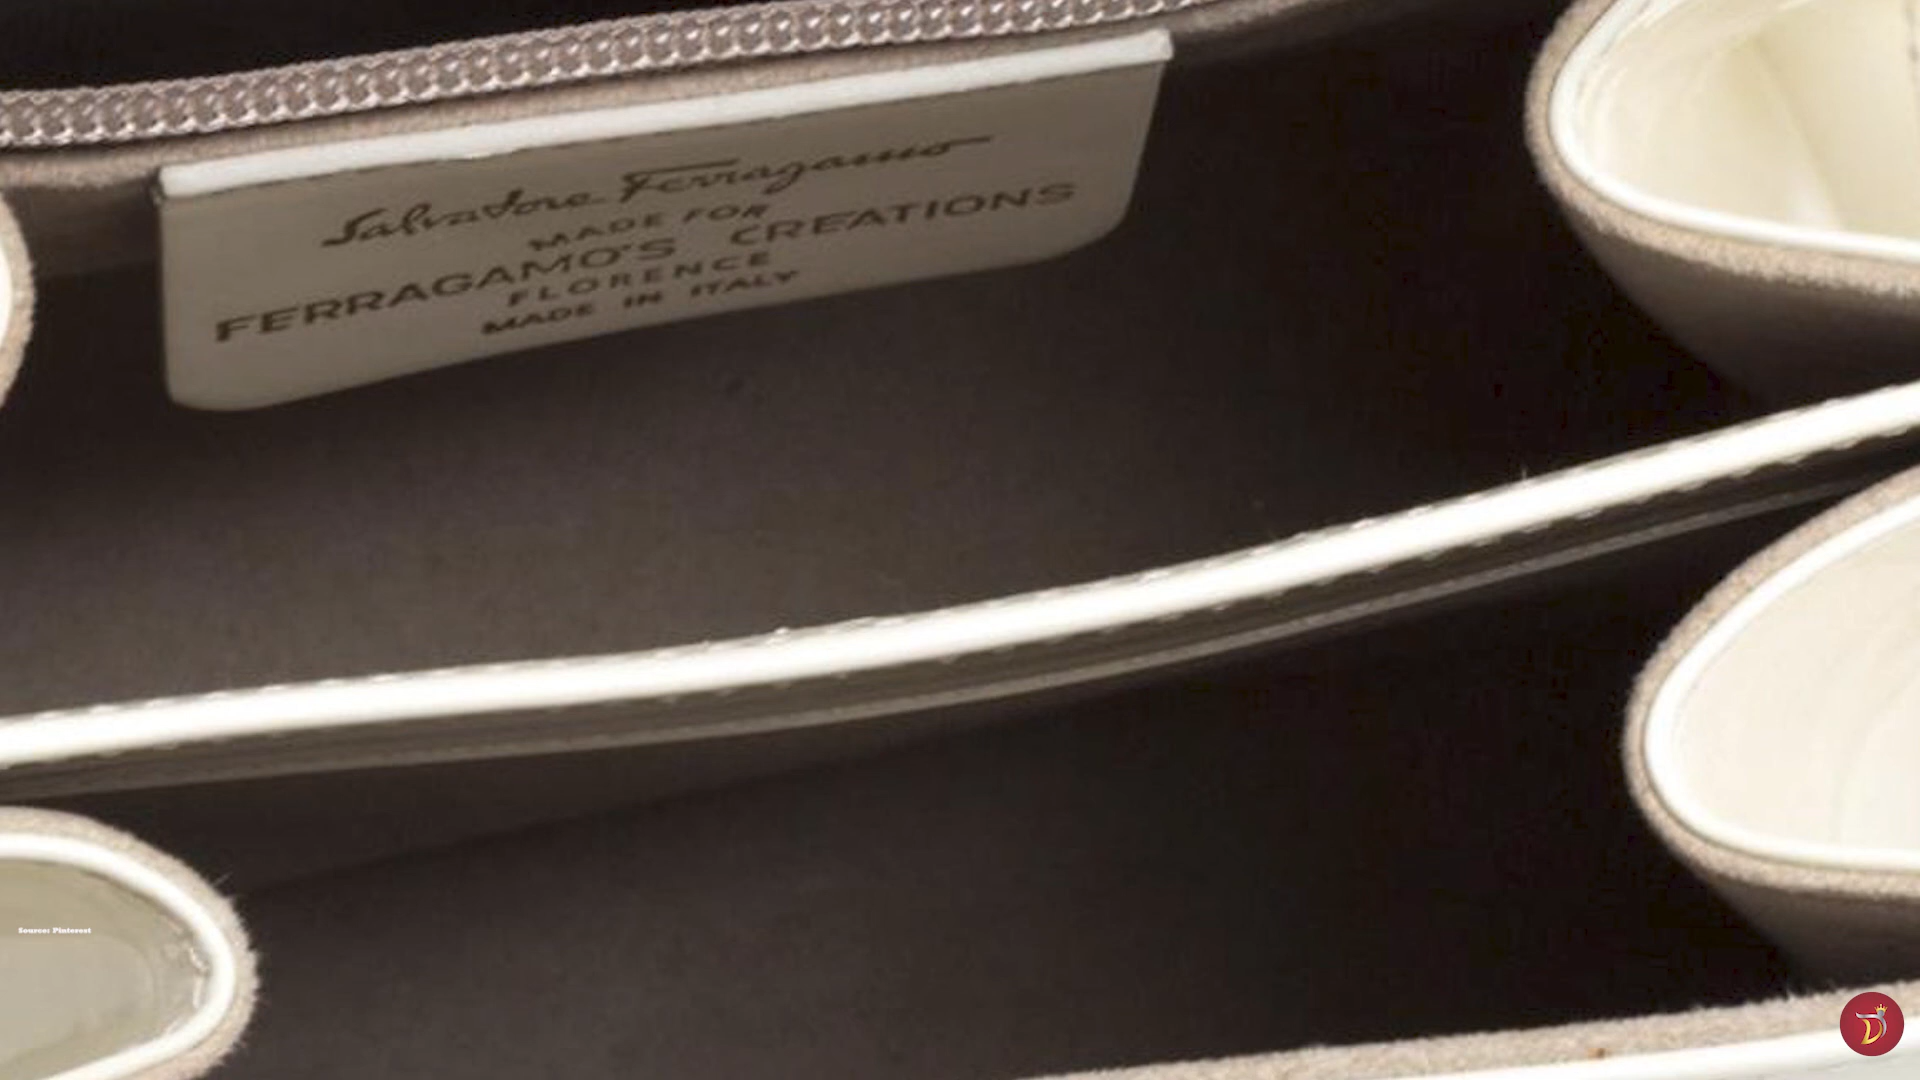 Salvatore Ferragamo
MADE FOR
FERRAGAMO'S CREATIONS
FLORENCE
MADE IN ITALY
Source: Pinterest